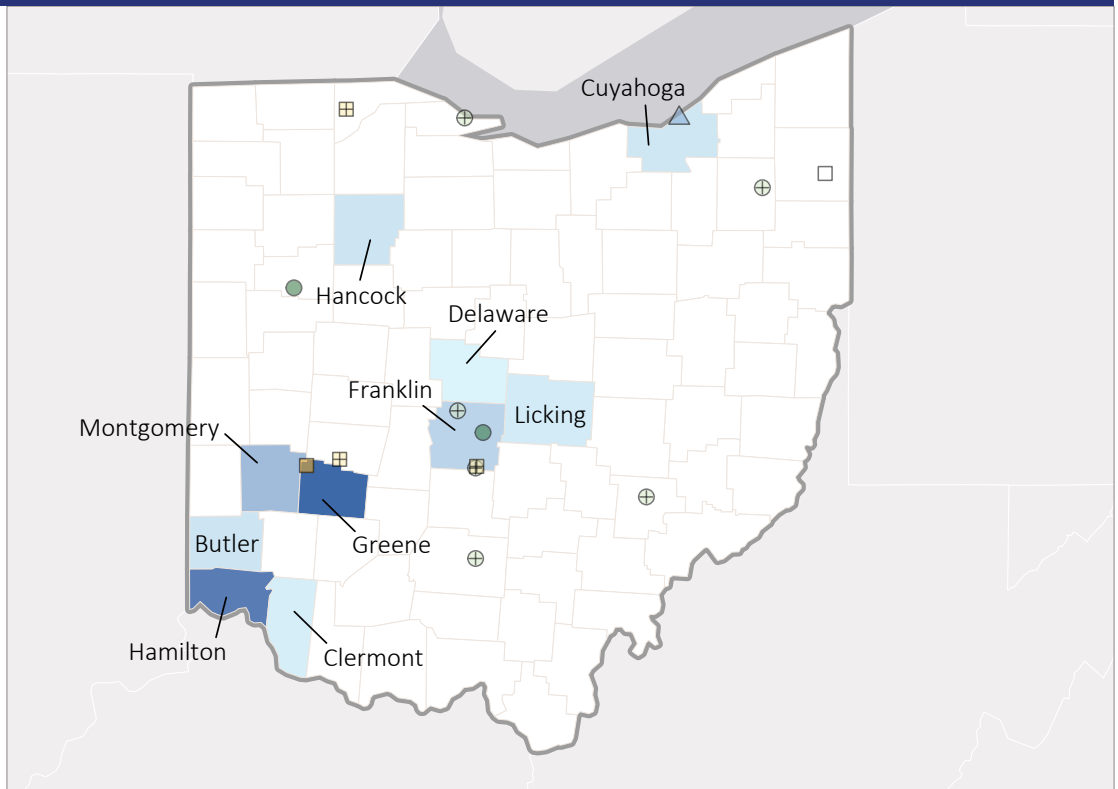 Cuyahoga
Hancock
Delaware
Franklin
Licking
Montgomery
Greene
Butler
Hamilton
Clermont